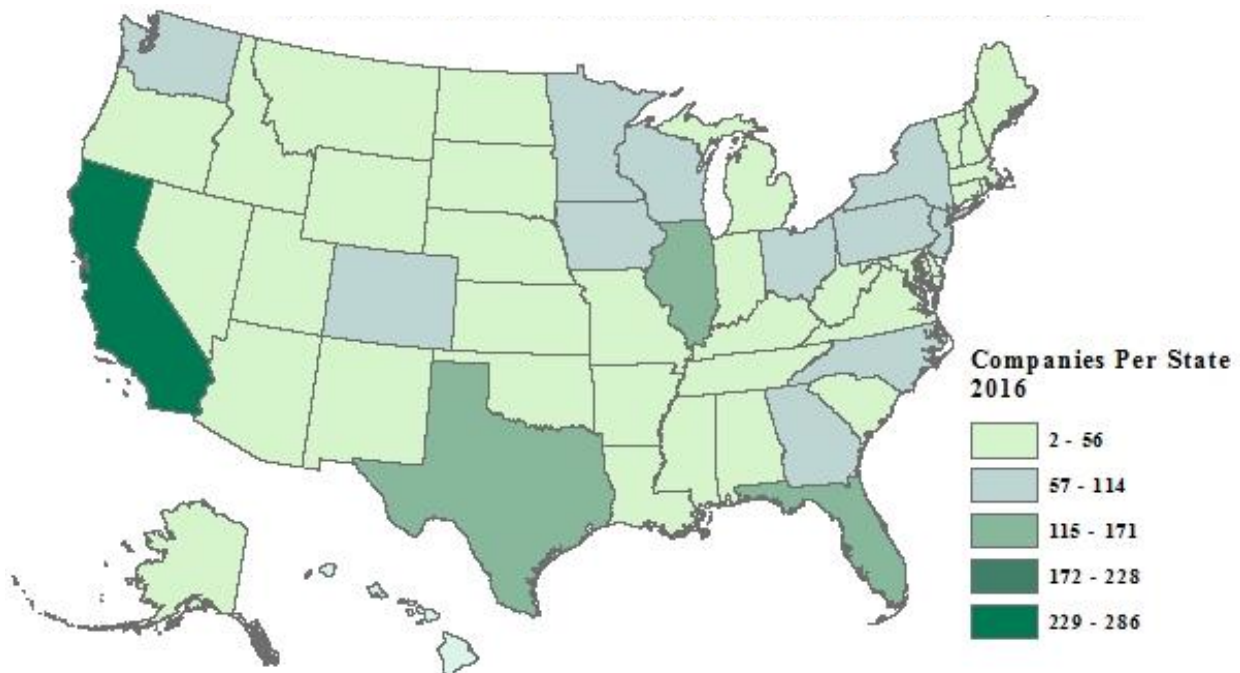 Companies Per State
2016
2 - 56
57 - 114
115 - 171
172 - 228
229 - 286